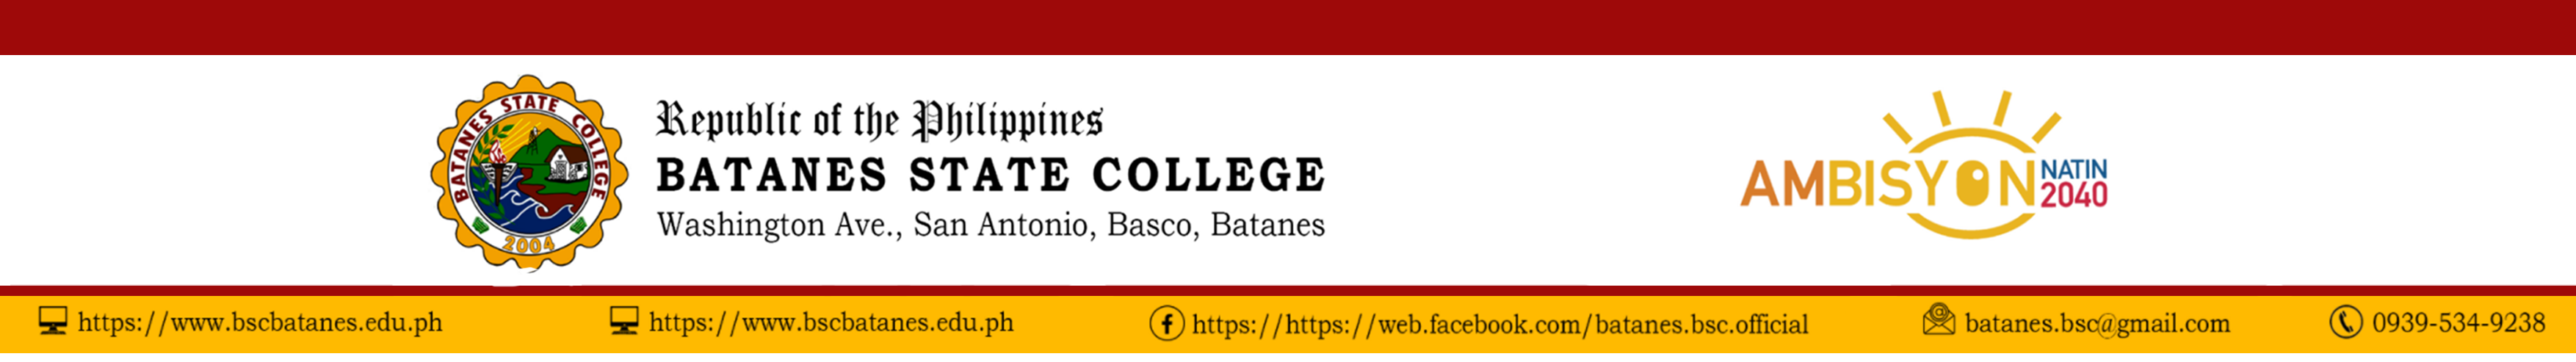 BATANES STATE COLLEGE
2004
Republic of the Philippines
BATANES STATE COLLEGE
Washington Ave., San Antonio, Basco, Batanes
AMBISYON NATIN 2040
https://www.bscbatanes.edu.ph
https://www.bscbatanes.edu.ph
https://https://web.facebook.com/batanes.bsc.official
batanes.bsc@gmail.com
0939-534-9238